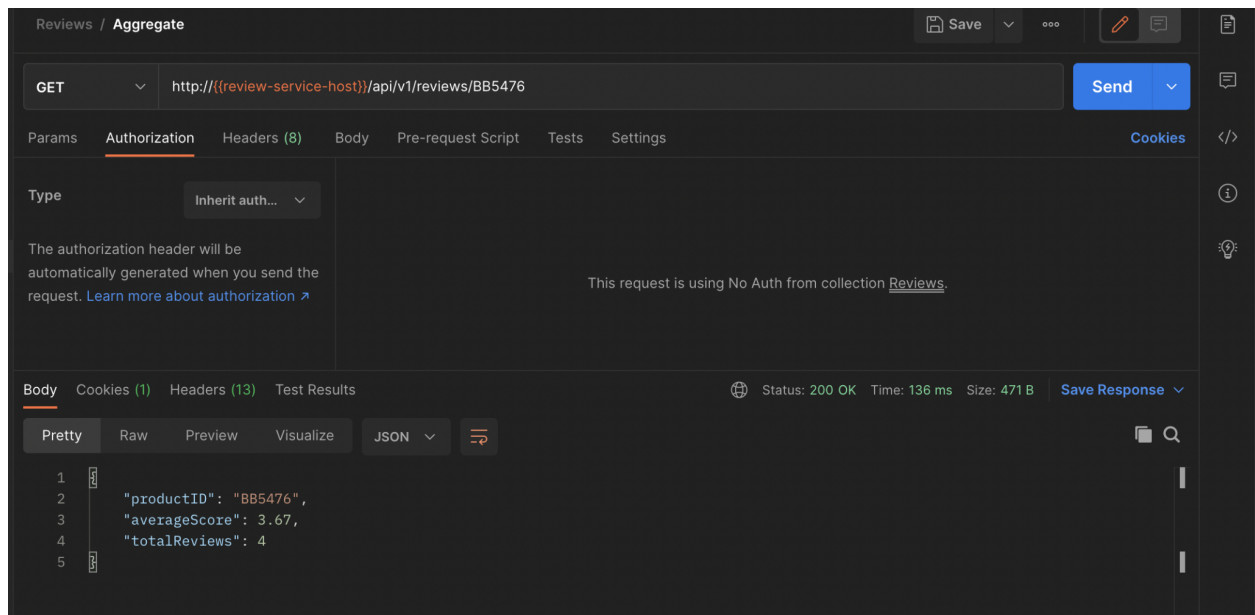 Reviews / Aggregate
Save
GET
http://{{review-service-host}}/api/v1/reviews/BB5476
Send
Params Authorization Headers (8) Body Pre-request Script Tests Settings Cookies
Type
Inherit auth...
The authorization header will be
automatically generated when you send the
request. Learn more about authorization ↗
This request is using No Auth from collection Reviews.
Body Cookies (1) Headers (13) Test Results Status: 200 OK Time: 136 ms Size: 471 B Save Response
Pretty Raw Preview Visualize JSON
1 {
2 "productID": "BB5476",
3 "averageScore": 3.67,
4 "totalReviews": 4
5 }